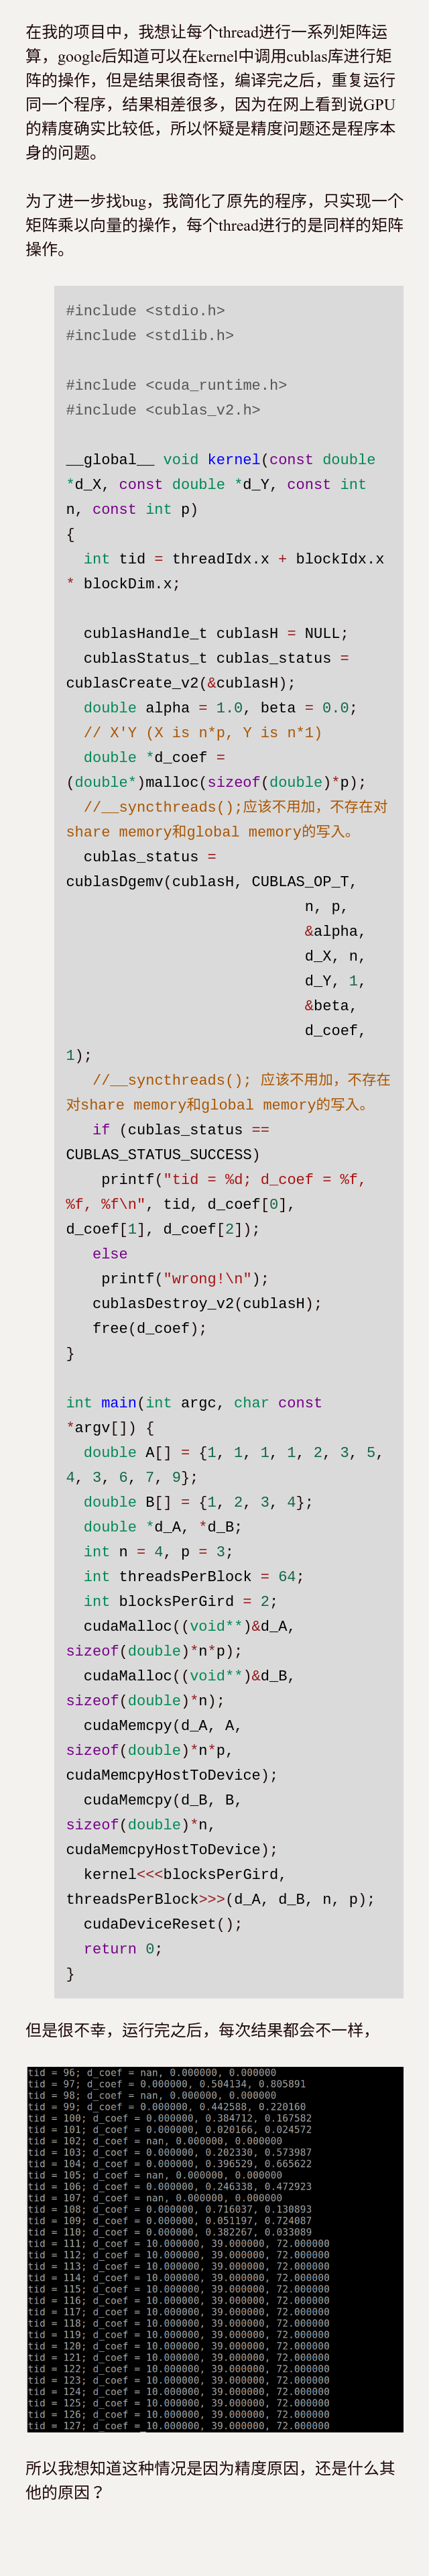 在我的项目中，我想让每个thread进行一系列矩阵运
算，google后知道可以在kernel中调用cublas库进行矩
阵的操作，但是结果很奇怪，编译完之后，重复运行
同一个程序，结果相差很多，因为在网上看到说GPU
的精度确实比较低，所以怀疑是精度问题还是程序本
身的问题。
为了进一步找bug，我简化了原先的程序，只实现一个
矩阵乘以向量的操作，每个thread进行的是同样的矩阵
操作。
#include <stdio.h>
#include <stdlib.h>
#include <cuda_runtime.h>
#include <cublas_v2.h>
__global__ void kernel(const double
*d_X, const double *d_Y, const int
n, const int p)
{
int tid = threadIdx.x + blockIdx.x
* blockDim.x;
cublasHandle_t cublasH = NULL;
cublasStatus_t cublas_status =
cublasCreate_v2(&cublasH);
double alpha = 1.0, beta = 0.0;
// X'Y (X is n*p, Y is n*1)
double *d_coef =
(double*)malloc(sizeof(double)*p);
//__syncthreads();应该不用加，不存在对
share memory和global memory的写入。
cublas_status =
cublasDgemv(cublasH, CUBLAS_OP_T,
n, p,
&alpha,
d_X, n,
d_Y, 1,
&beta,
d_coef,
1);
//__syncthreads(); 应该不用加，不存在
对share memory和global memory的写入。
if (cublas_status ==
CUBLAS_STATUS_SUCCESS)
printf("tid = %d; d_coef = %f,
%f, %f\n", tid, d_coef[0],
d_coef[1], d_coef[2]);
else
printf("wrong!\n");
cublasDestroy_v2(cublasH);
free(d_coef);
}
int main(int argc, char const
*argv[]) {
double A[] = {1, 1, 1, 1, 2, 3, 5,
4, 3, 6, 7, 9};
double B[] = {1, 2, 3, 4};
double *d_A, *d_B;
int n = 4, p = 3;
int threadsPerBlock = 64;
int blocksPerGird = 2;
cudaMalloc((void**)&d_A,
sizeof(double)*n*p);
cudaMalloc((void**)&d_B,
sizeof(double)*n);
cudaMemcpy(d_A, A,
sizeof(double)*n*p,
cudaMemcpyHostToDevice);
cudaMemcpy(d_B, B,
sizeof(double)*n,
cudaMemcpyHostToDevice);
kernel<<<blocksPerGird,
threadsPerBlock>>>(d_A, d_B, n, p);
cudaDeviceReset();
return 0;
}
但是很不幸，运行完之后，每次结果都会不一样，
tid = 96; d_coef = nan, 0.000000, 0.000000
tid = 97; d_coef = 0.000000, 0.504134, 0.805891
tid = 98; d_coef = nan, 0.000000, 0.000000
tid = 99; d_coef = 0.000000, 0.442588, 0.220160
tid = 100; d_coef = 0.000000, 0.384712, 0.167582
tid = 101; d_coef = 0.000000, 0.020166, 0.024572
tid = 102; d_coef = nan, 0.000000, 0.000000
tid = 103; d_coef = 0.000000, 0.202330, 0.573987
tid = 104; d_coef = 0.000000, 0.396529, 0.665622
tid = 105; d_coef = nan, 0.000000, 0.000000
tid = 106; d_coef = 0.000000, 0.246338, 0.472923
tid = 107; d_coef = nan, 0.000000, 0.000000
tid = 108; d_coef = 0.000000, 0.716037, 0.130893
tid = 109; d_coef = 0.000000, 0.051197, 0.724087
tid = 110; d_coef = 0.000000, 0.382267, 0.033089
tid = 111; d_coef = 10.000000, 39.000000, 72.000000
tid = 112; d_coef = 10.000000, 39.000000, 72.000000
tid = 113; d_coef = 10.000000, 39.000000, 72.000000
tid = 114; d_coef = 10.000000, 39.000000, 72.000000
tid = 115; d_coef = 10.000000, 39.000000, 72.000000
tid = 116; d_coef = 10.000000, 39.000000, 72.000000
tid = 117; d_coef = 10.000000, 39.000000, 72.000000
tid = 118; d_coef = 10.000000, 39.000000, 72.000000
tid = 119; d_coef = 10.000000, 39.000000, 72.000000
tid = 120; d_coef = 10.000000, 39.000000, 72.000000
tid = 121; d_coef = 10.000000, 39.000000, 72.000000
tid = 122; d_coef = 10.000000, 39.000000, 72.000000
tid = 123; d_coef = 10.000000, 39.000000, 72.000000
tid = 124; d_coef = 10.000000, 39.000000, 72.000000
tid = 125; d_coef = 10.000000, 39.000000, 72.000000
tid = 126; d_coef = 10.000000, 39.000000, 72.000000
tid = 127; d_coef = 10.000000, 39.000000, 72.000000
所以我想知道这种情况是因为精度原因，还是什么其
他的原因？